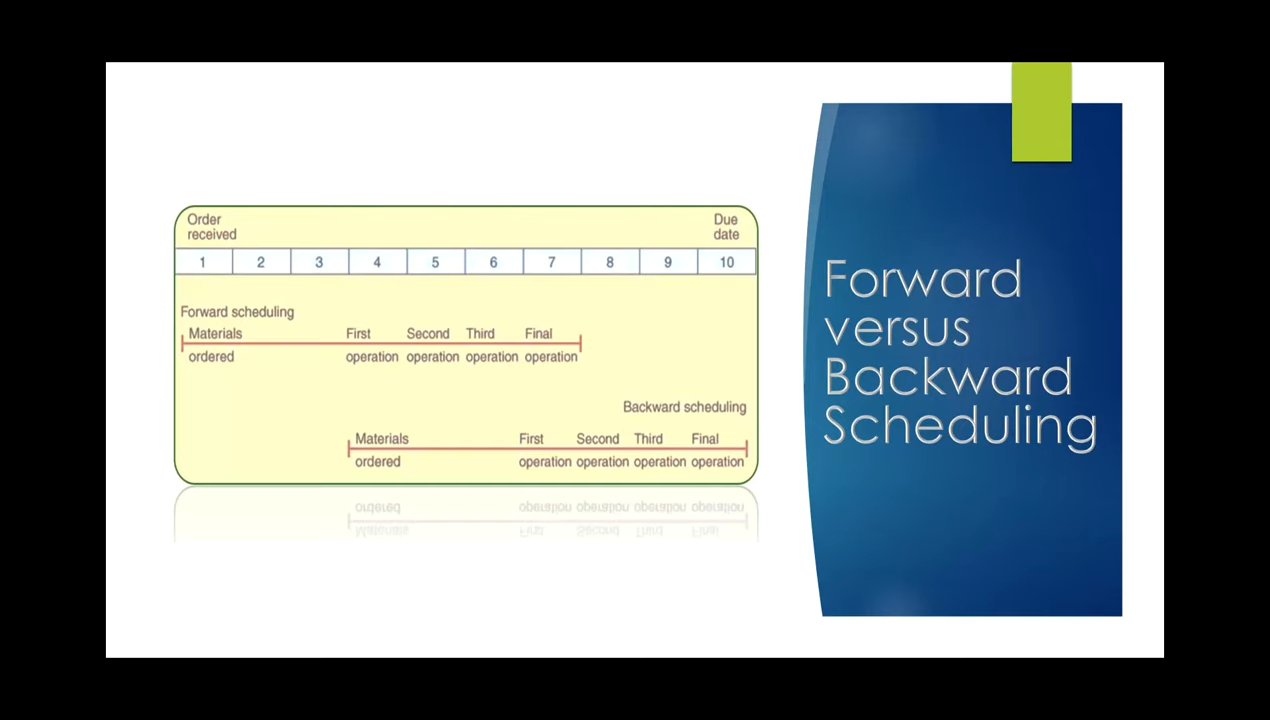 Order Due
received date
1 2 3 4 5 6 7 8 9 10
Forward scheduling
Materials First Second Third Final
ordered operation operation operation operation
Backward scheduling
Materials First Second Third Final
ordered operation operation operation operation
Forward
versus
Backward
Scheduling